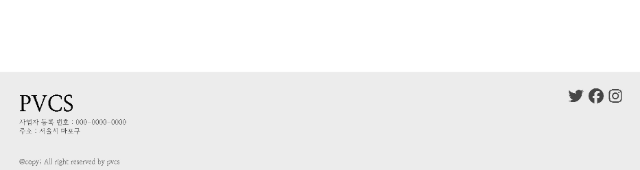 PVCS
사업자 등록 번호 : 000-0000-0000
주소 : 서울시 마포구
@copy: All right reserved by pvcs